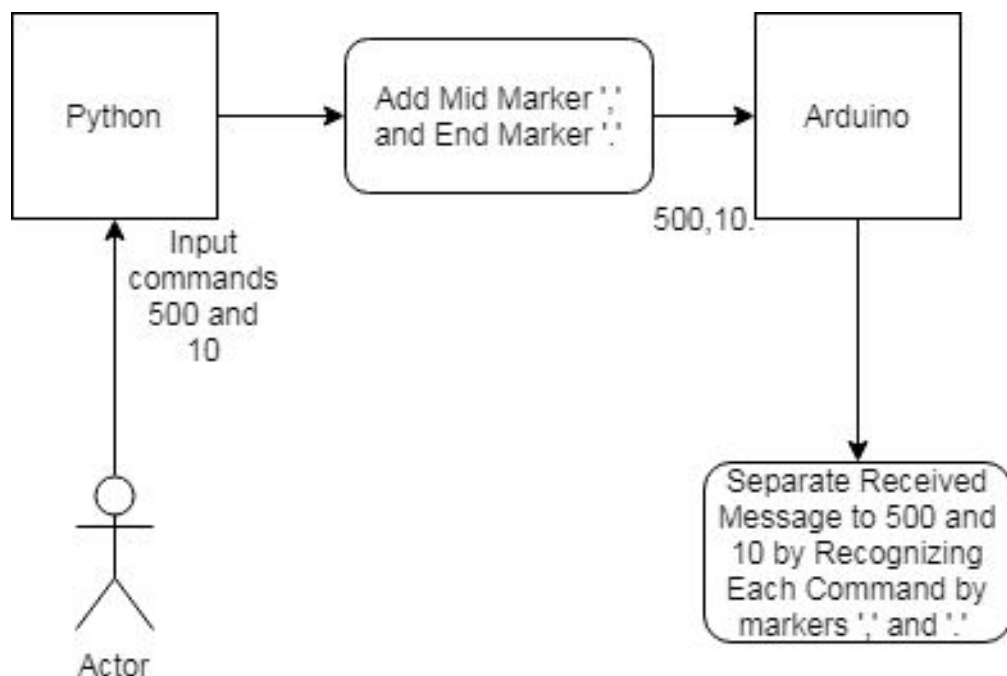 Python
Add Mid Marker ','
and End Marker '.'
Arduino
500,10.
Input
commands
500 and
10
Separate Received
Message to 500 and
10 by Recognizing
Each Command by
markers ',' and '.'
Actor